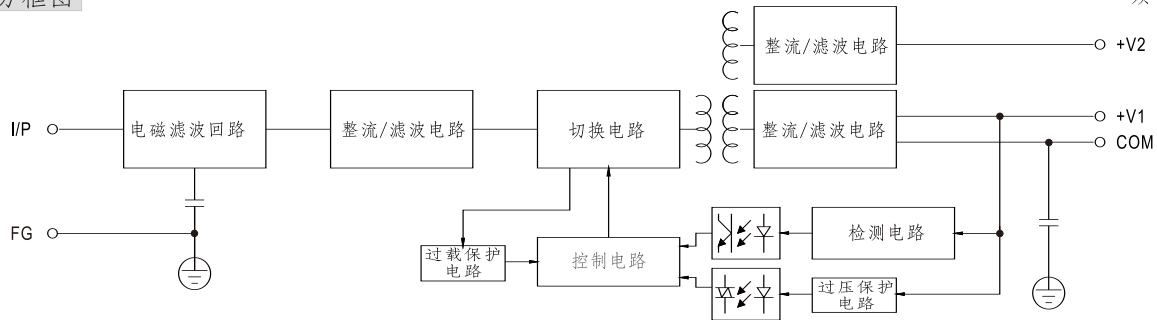 方框图
整流/滤波电路
+V2
I/P
电磁滤波回路
整流/滤波电路
切换电路
整流/滤波电路
+V1
COM
FG
过载保护
电路
控制电路
检测电路
过压保护
电路